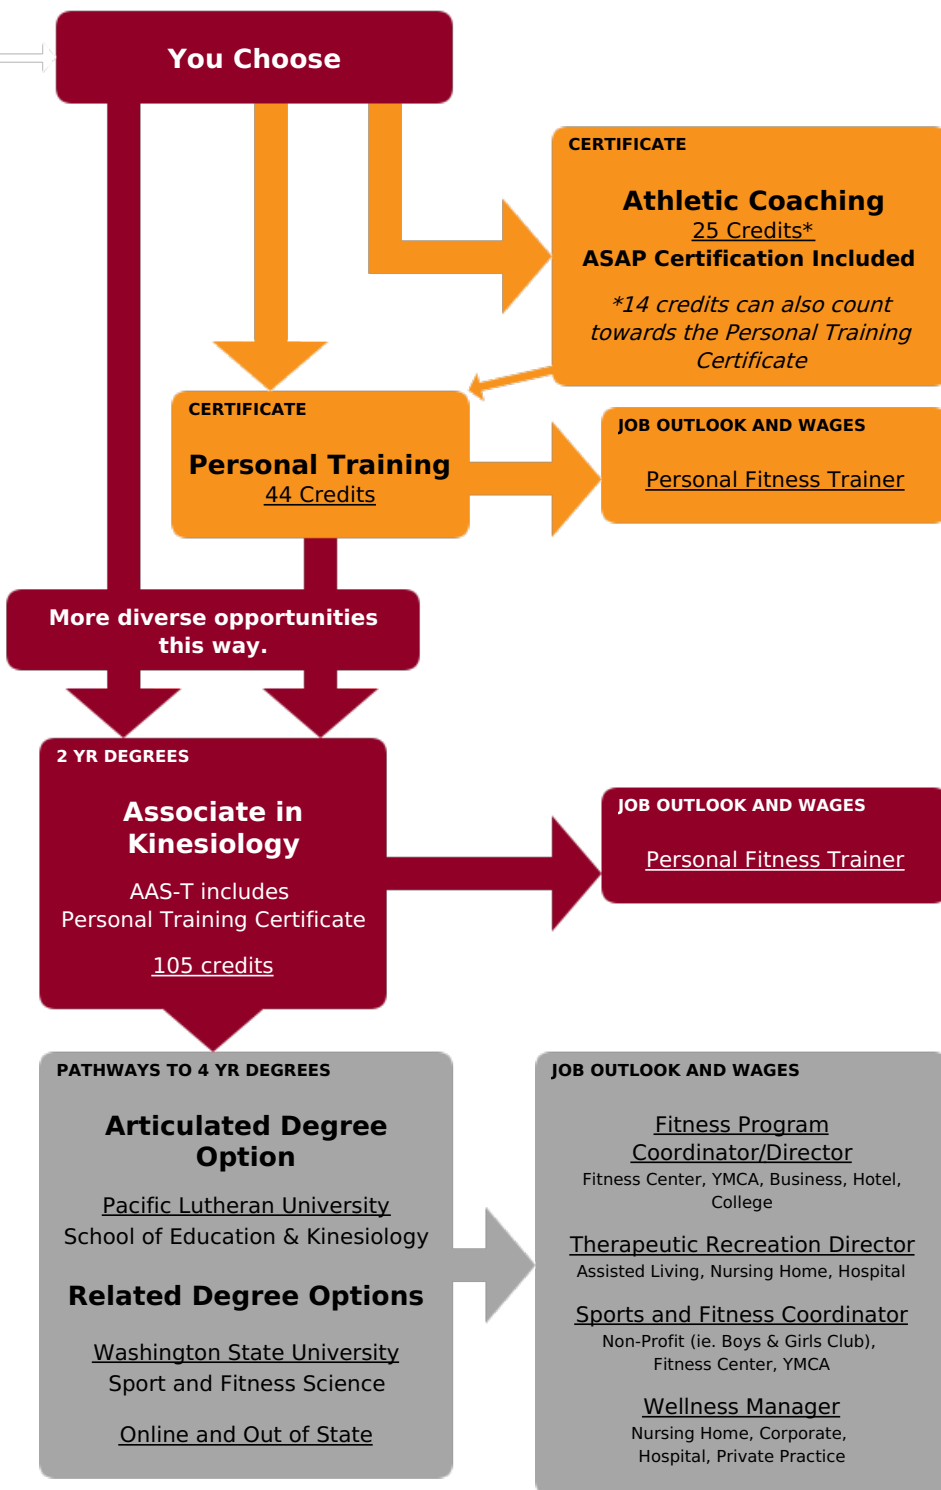 You Choose
CERTIFICATE
Athletic Coaching
25 Credits*
ASAP Certification Included
*14 credits can also count
towards the Personal Training
Certificate
CERTIFICATE
Personal Training
44 Credits
JOB OUTLOOK AND WAGES
Personal Fitness Trainer
More diverse opportunities
this way.
2 YR DEGREES
Associate in
Kinesiology
AAS-T includes
Personal Training Certificate
105 credits
JOB OUTLOOK AND WAGES
Personal Fitness Trainer
PATHWAYS TO 4 YR DEGREES
Articulated Degree
Option
Pacific Lutheran University
School of Education & Kinesiology
Related Degree Options
Washington State University
Sport and Fitness Science
Online and Out of State
JOB OUTLOOK AND WAGES
Fitness Program
Coordinator/Director
Fitness Center, YMCA, Business, Hotel,
College
Therapeutic Recreation Director
Assisted Living, Nursing Home, Hospital
Sports and Fitness Coordinator
Non-Profit (ie. Boys & Girls Club),
Fitness Center, YMCA
Wellness Manager
Nursing Home, Corporate,
Hospital, Private Practice